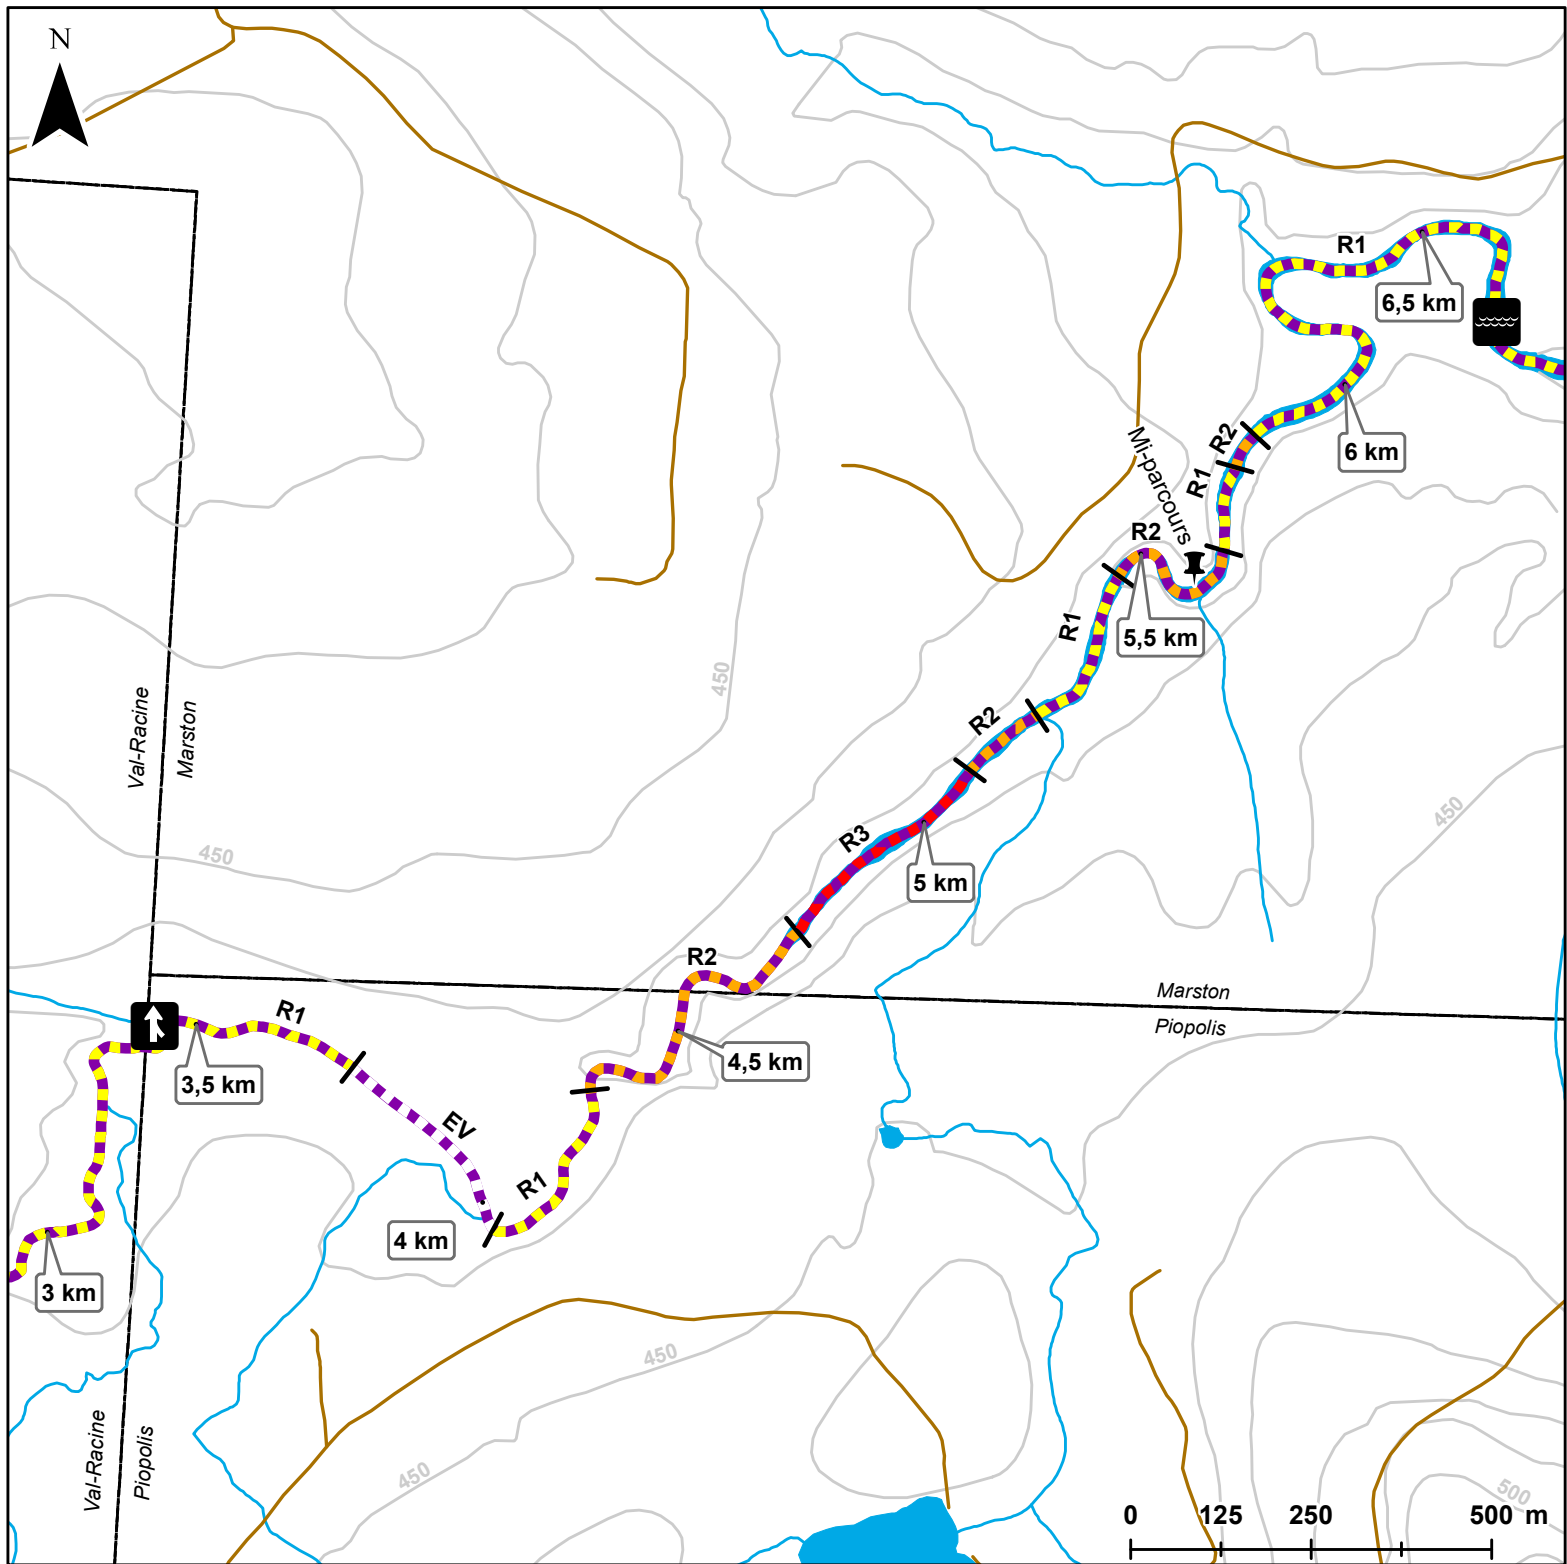 N
R1
6,5 km
R2
6 km
Mi-parcours
R1
R2
5,5 km
R1
450
Val-Racine
Marston
R2
450
R3
450
5 km
R2
Marston
Piopolis
R1
3,5 km
4,5 km
EV
R1
4 km
3 km
450
Val-Racine
Piopolis
450
500
0 125 250 500 m